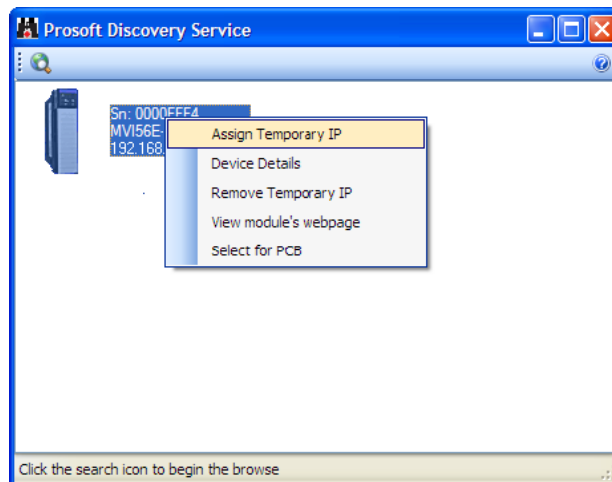 Prosoft Discovery Service
Sn: 0000FFF4
MVI56E-
192.168.
Assign Temporary IP
Device Details
Remove Temporary IP
View module's webpage
Select for PCB
Click the search icon to begin the browse